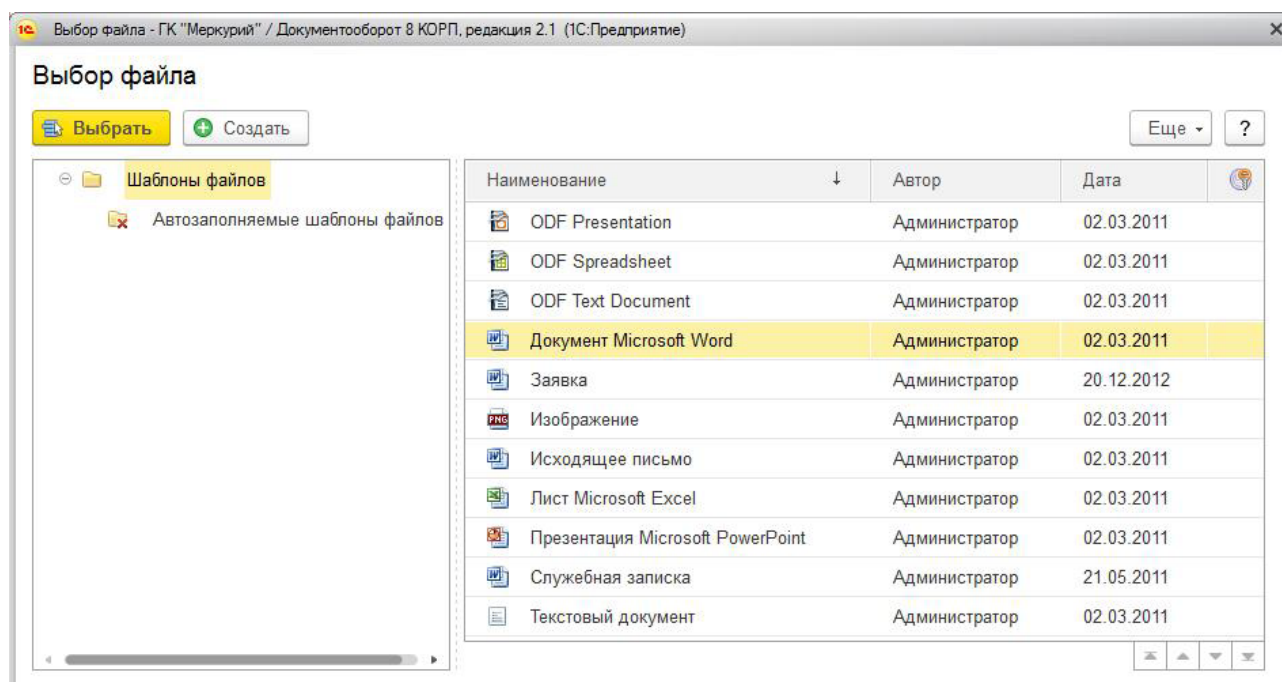 1С Выбор файла - ГК "Меркурий" / Документооборот 8 КОРП, редакция 2.1 (1С:Предприятие)
Выбор файла
Выбрать Создать Еще ?
Шаблоны файлов
Автозаполняемые шаблоны файлов
Наименование Автор Дата
ODF Presentation Администратор 02.03.2011
ODF Spreadsheet Администратор 02.03.2011
ODF Text Document Администратор 02.03.2011
Документ Microsoft Word Администратор 02.03.2011
Заявка Администратор 20.12.2012
PNG Изображение Администратор 02.03.2011
Исходящее письмо Администратор 02.03.2011
Лист Microsoft Excel Администратор 02.03.2011
Презентация Microsoft PowerPoint Администратор 02.03.2011
Служебная записка Администратор 21.05.2011
Текстовый документ Администратор 02.03.2011